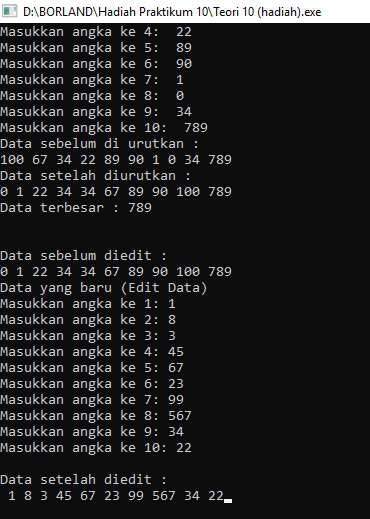 D:\BORLAND\Hadiah Praktikum 10\Teori 10 (hadiah).exe
Masukkan angka ke 4:  22
Masukkan angka ke 5:  89
Masukkan angka ke 6:  90
Masukkan angka ke 7:  1
Masukkan angka ke 8:  0
Masukkan angka ke 9:  34
Masukkan angka ke 10:  789
Data sebelum di urutkan :
100 67 34 22 89 90 1 0 34 789
Data setelah diurutkan :
0 1 22 34 34 67 89 90 100 789
Data terbesar : 789
Data sebelum diedit :
0 1 22 34 34 67 89 90 100 789
Data yang baru (Edit Data)
Masukkan angka ke 1: 1
Masukkan angka ke 2: 8
Masukkan angka ke 3: 3
Masukkan angka ke 4: 45
Masukkan angka ke 5: 67
Masukkan angka ke 6: 23
Masukkan angka ke 7: 99
Masukkan angka ke 8: 567
Masukkan angka ke 9: 34
Masukkan angka ke 10: 22
Data setelah diedit :
1 8 3 45 67 23 99 567 34 22